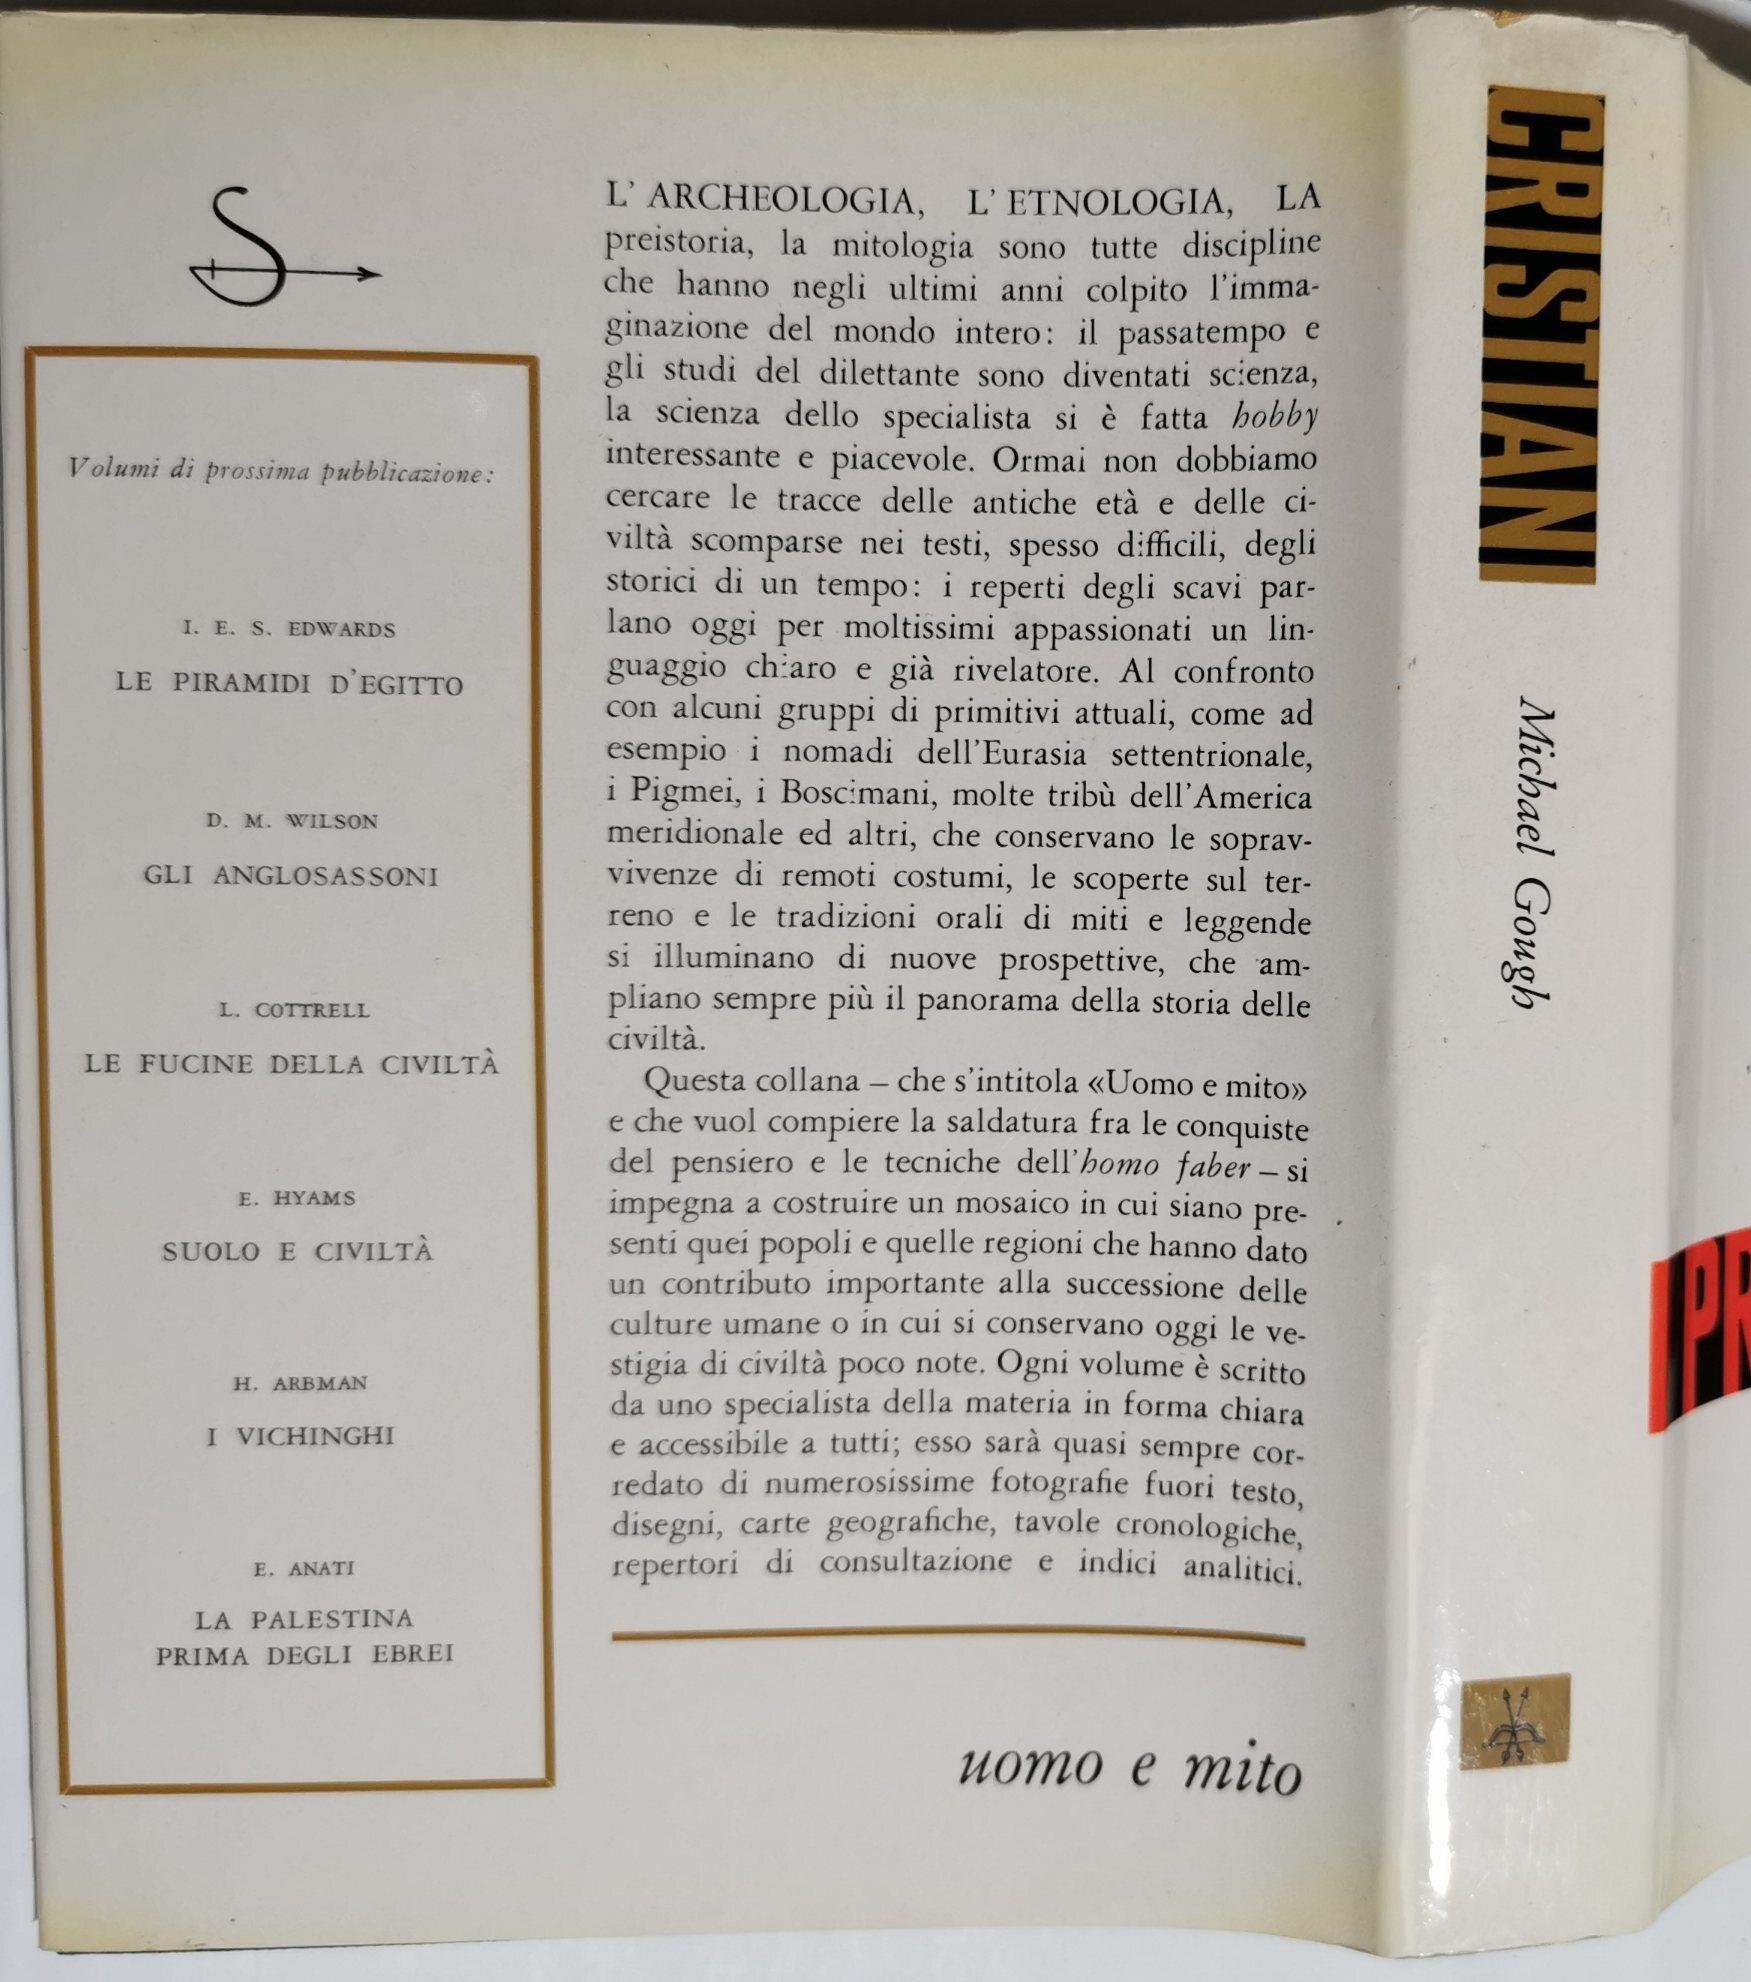 S
Volumi di prossima pubblicazione:
I. E. S. EDWARDS
LE PIRAMIDI D'EGITTO
D. M. WILSON
GLI ANGLOSASSONI
L. COTTRELL
LE FUCINE DELLA CIVILTÀ
E. HYAMS
SUOLO E CIVILTÀ
H. ARBMAN
I VICHINGHI
E. ANATI
LA PALESTINA
PRIMA DEGLI EBREI
L' ARCHEOLOGIA, L' ETNOLOGIA, LA
preistoria, la mitologia sono tutte discipline
che hanno negli ultimi anni colpito l'imma-
ginazione del mondo intero: il passatempo e
gli studi del dilettante sono diventati scienza,
la scienza dello specialista si è fatta hobby
interessante e piacevole. Ormai non dobbiamo
cercare le tracce delle antiche età e delle ci-
viltà scomparse nei testi, spesso difficili, degli
storici di un tempo: i reperti degli scavi par-
lano oggi per moltissimi appassionati un lin-
guaggio chiaro e già rivelatore. Al confronto
con alcuni gruppi di primitivi attuali, come ad
esempio i nomadi dell'Eurasia settentrionale,
i Pigmei, i Boscimani, molte tribù dell'America
meridionale ed altri, che conservano le soprav-
vivenze di remoti costumi, le scoperte sul ter-
reno e le tradizioni orali di miti e leggende
si illuminano di nuove prospettive, che am-
pliano sempre più il panorama della storia delle
civiltà.
Questa collana – che s'intitola «Uomo e mito»
e che vuol compiere la saldatura fra le conquiste
del pensiero e le tecniche dell'homo faber – si
impegna a costruire un mosaico in cui siano pre-
senti quei popoli e quelle regioni che hanno dato
un contributo importante alla successione delle
culture umane o in cui si conservano oggi le ve-
stigia di civiltà poco note. Ogni volume è scritto
da uno specialista della materia in forma chiara
e accessibile a tutti; esso sarà quasi sempre cor-
redato di numerosissime fotografie fuori testo,
disegni, carte geografiche, tavole cronologiche,
repertori di consultazione e indici analitici.
uomo e mito
CRISTIANI
Michael Gough
I PR